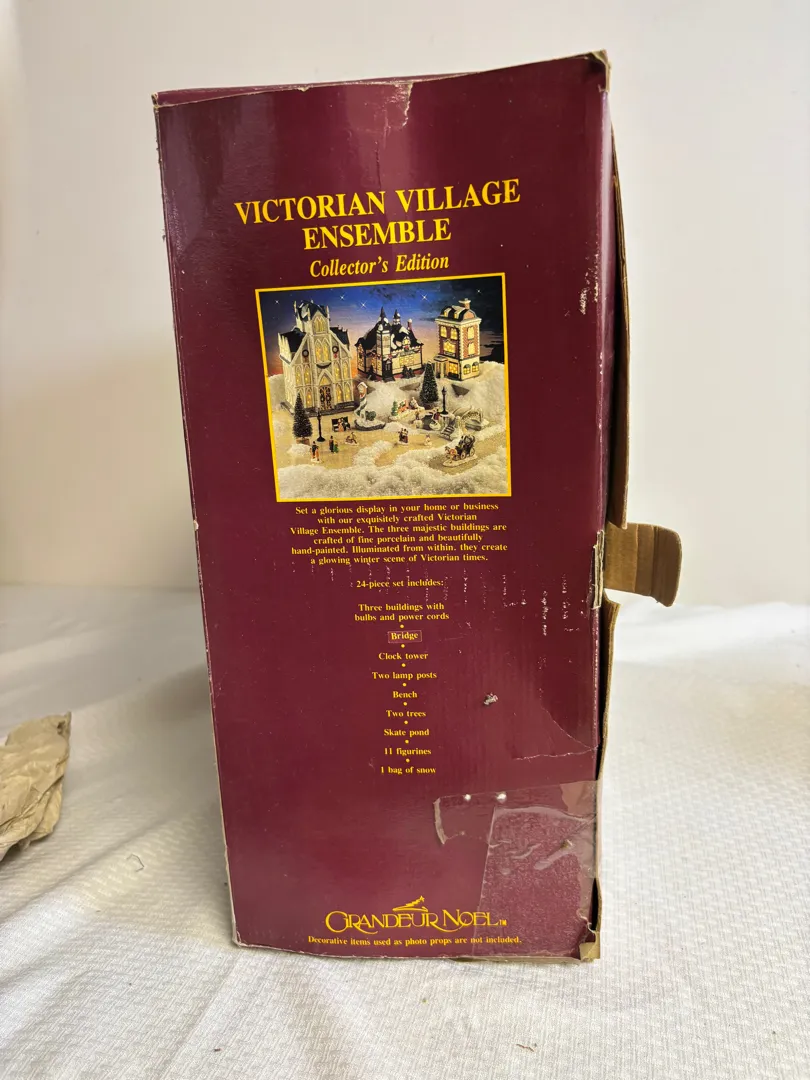 VICTORIAN VILLAGE
ENSEMBLE
Collector's Edition
Set a glorious display in your home or business
with our exquisitely crafted Victorian
Village Ensemble. The three majestic buildings are
crafted of fine porcelain and beautifully
hand-painted. Illuminated from within. they create
a glowing winter scene of Victorian times.
24-piece set includes:
Three buildings with
bulbs and power cords
•
Bridge
•
Clock tower
•
Two lamp posts
•
Bench
•
Two trees
•
Skate pond
•
11 figurines
•
1 bag of snow
GRANDEUR NOEL™
Decorative items used as photo props are not included.